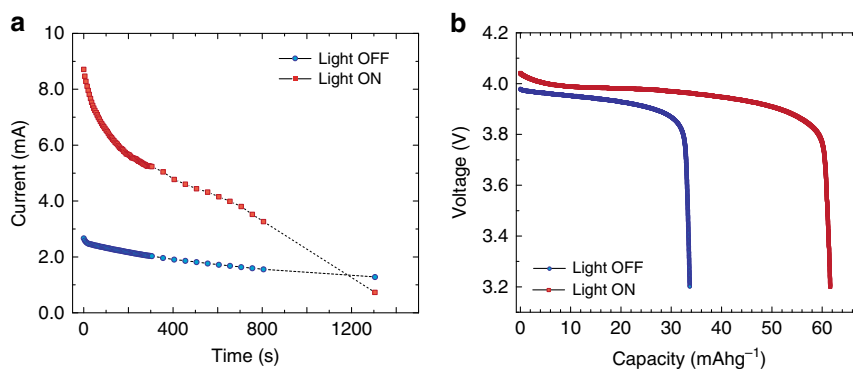 a
10
8.0
6.0
4.0
2.0
0
Current (mA)
0
400
800
1200
Time (s)
Light OFF
Light ON
b
4.2
4.0
3.8
3.6
3.4
3.2
Voltage (V)
0
10
20
30
40
50
60
Capacity (mAhg⁻¹)
Light OFF
Light ON